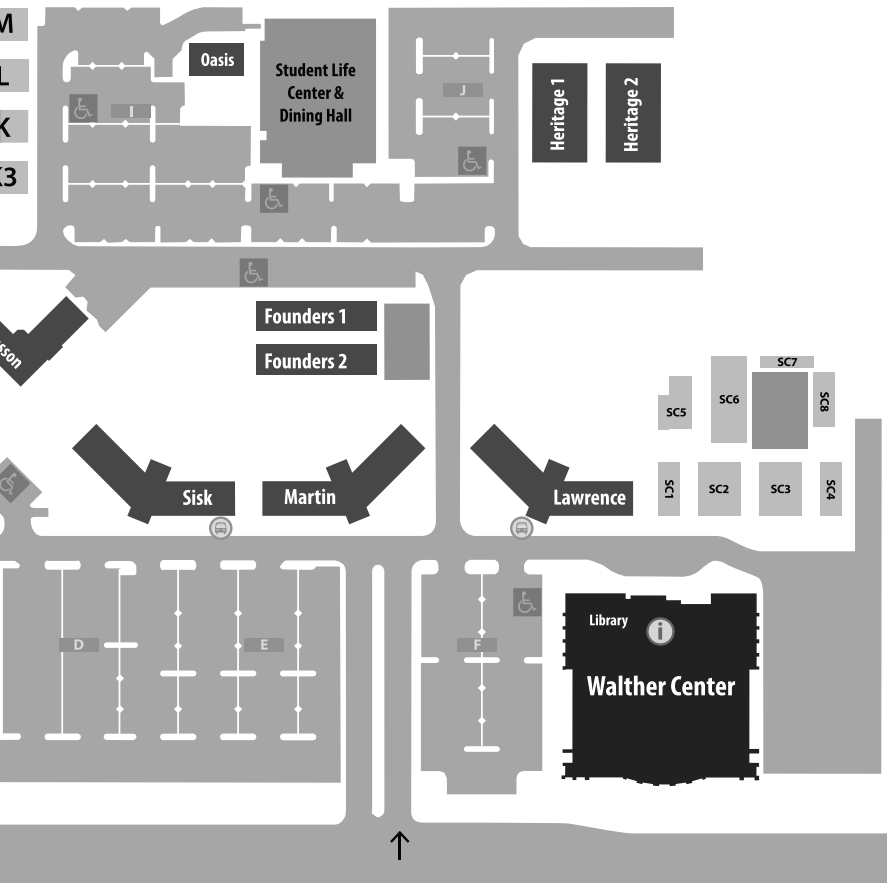 M
L
K
K3
Oasis
Student Life
Center &
Dining Hall
I
J
Heritage 1
Heritage 2
Founders 1
Founders 2
sson
SC5
SC6
SC7
SC8
Sisk
Martin
Lawrence
SC1
SC2
SC3
SC4
D
E
F
Library
i
Walther Center